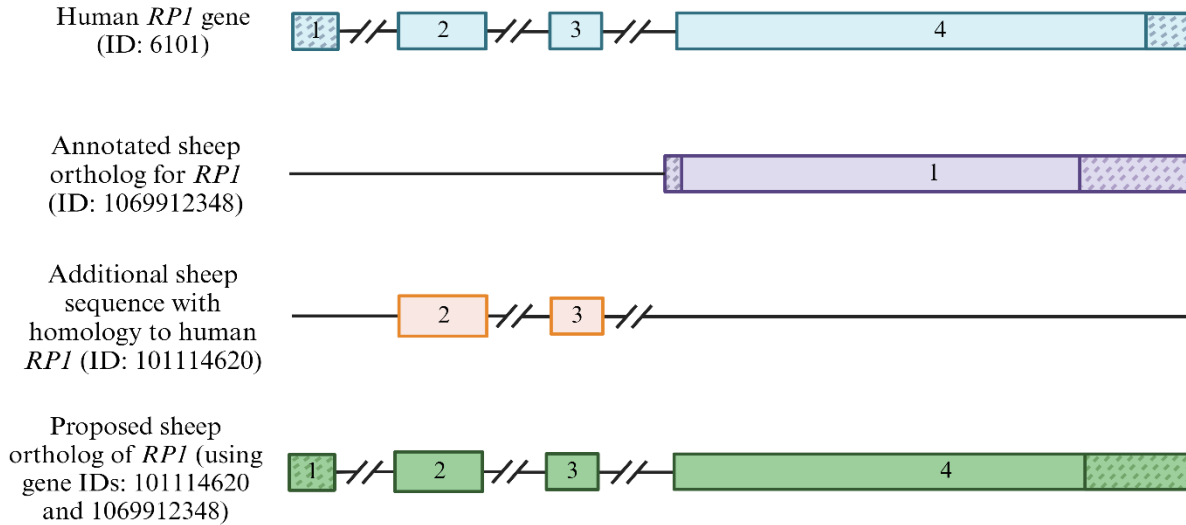 Human RP1 gene
(ID: 6101)
1
2
3
4
Annotated sheep
ortholog for RP1
(ID: 1069912348)
1
Additional sheep
sequence with
homology to human
RP1 (ID: 101114620)
2
3
Proposed sheep
ortholog of RP1 (using
gene IDs: 101114620
and 1069912348)
1
2
3
4